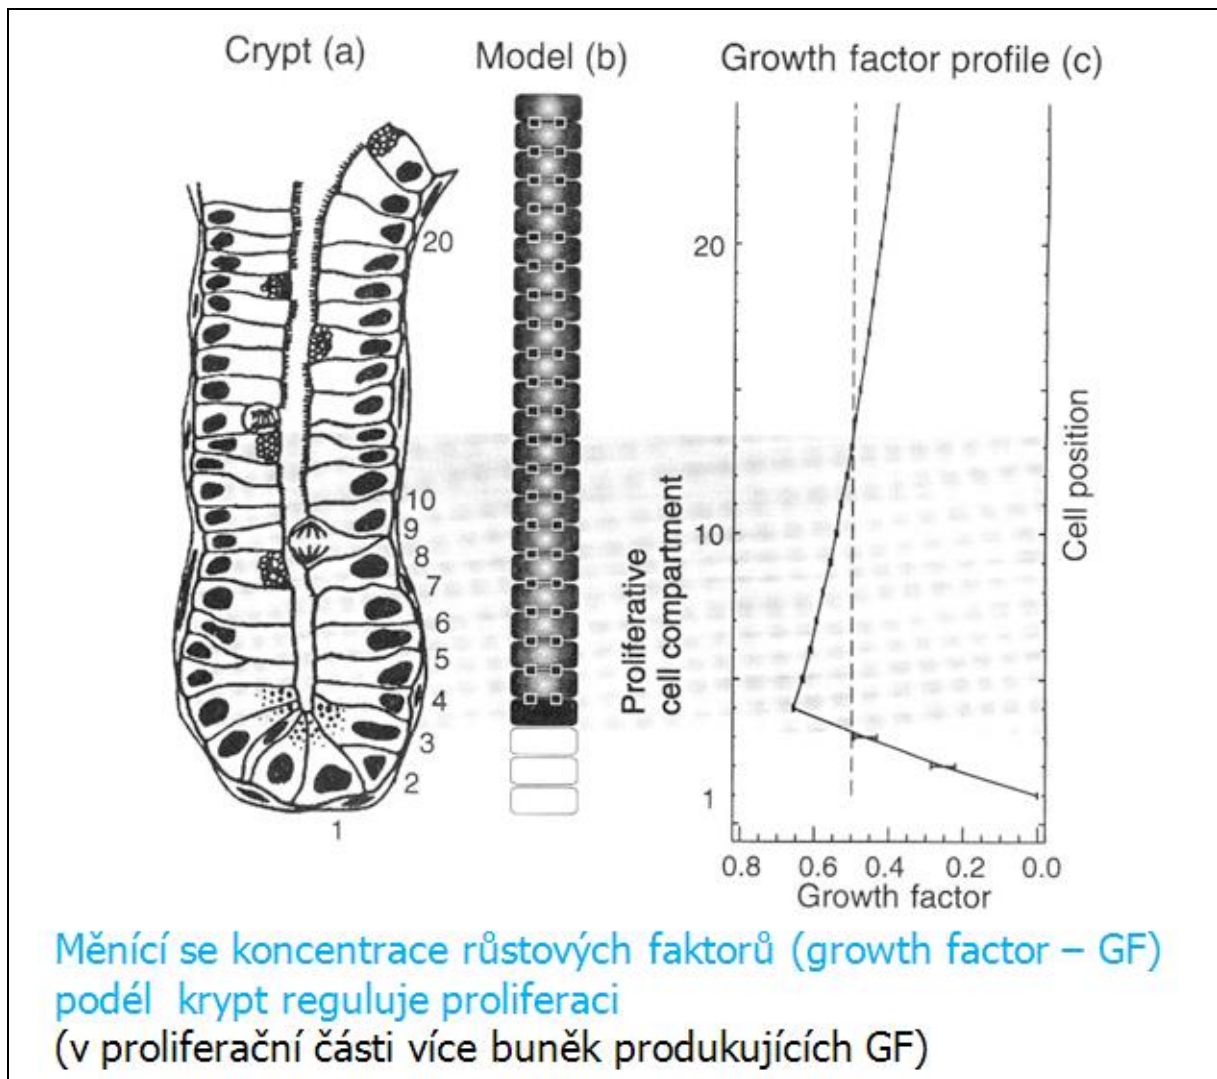 Crypt (a)
Model (b)
Growth factor profile (c)
20
10
9
8
7
6
5
4
3
2
1
Proliferative
cell compartment
20
10
1
Cell position
0.8 0.6 0.4 0.2 0.0
Growth factor
Měnící se koncentrace růstových faktorů (growth factor – GF)
podél krypt reguluje proliferaci
(v proliferační části více buněk produkujících GF)